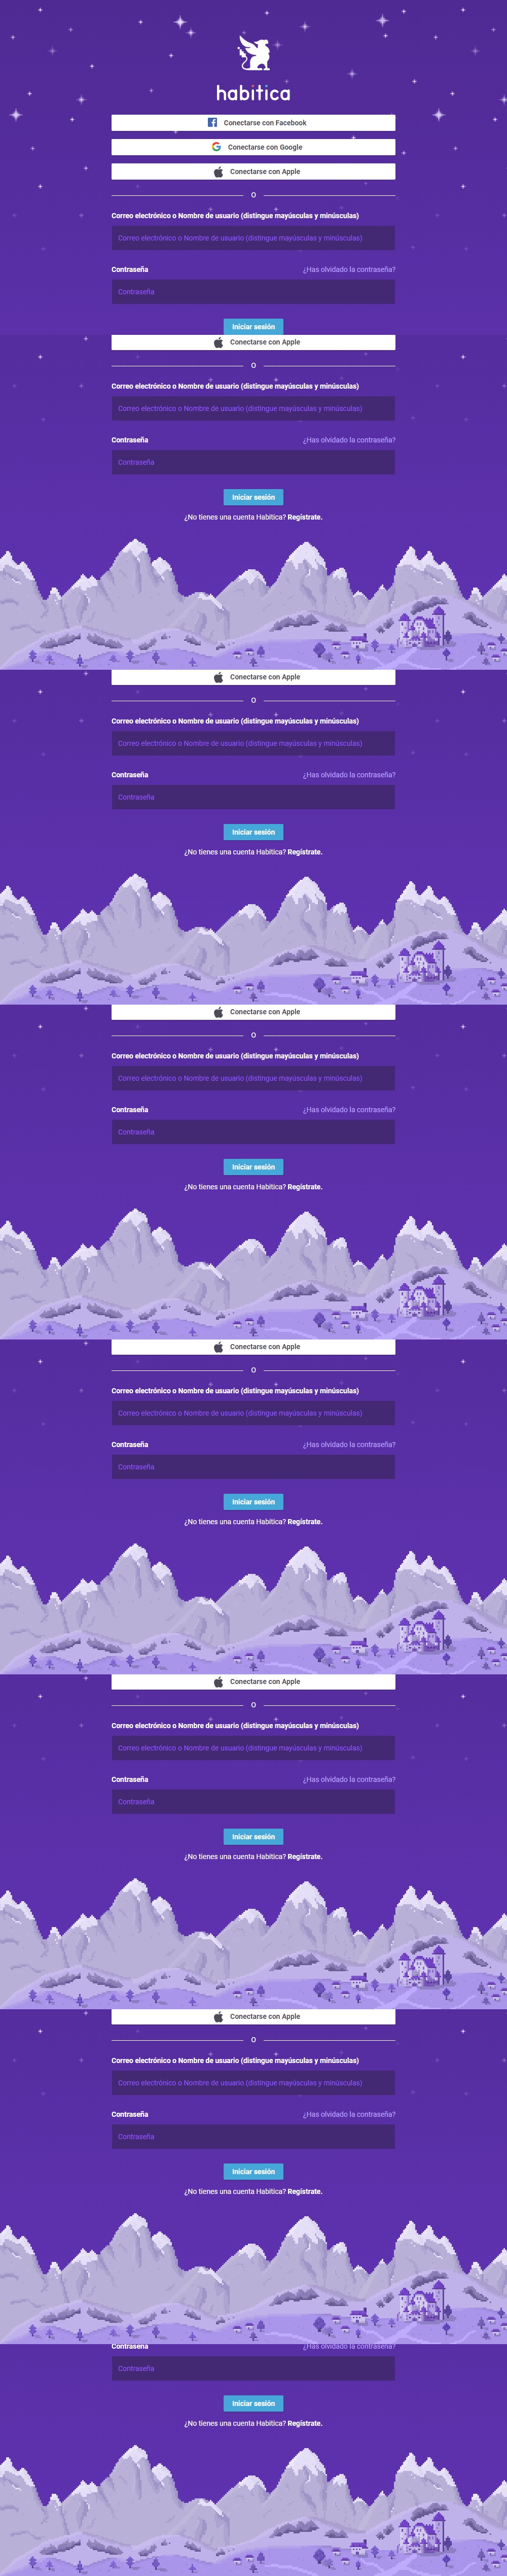 habitica
Conectarse con Facebook
Conectarse con Google
Conectarse con Apple
O
Correo electrónico o Nombre de usuario (distingue mayúsculas y minúsculas)
Correo electrónico o Nombre de usuario (distingue mayúsculas y minúsculas)
Contraseña ¿Has olvidado la contraseña?
Contraseña
Iniciar sesión
Conectarse con Apple
O
Correo electrónico o Nombre de usuario (distingue mayúsculas y minúsculas)
Correo electrónico o Nombre de usuario (distingue mayúsculas y minúsculas)
Contraseña ¿Has olvidado la contraseña?
Contraseña
Iniciar sesión
¿No tienes una cuenta Habitica? Regístrate.
Conectarse con Apple
O
Correo electrónico o Nombre de usuario (distingue mayúsculas y minúsculas)
Correo electrónico o Nombre de usuario (distingue mayúsculas y minúsculas)
Contraseña ¿Has olvidado la contraseña?
Contraseña
Iniciar sesión
¿No tienes una cuenta Habitica? Regístrate.
Conectarse con Apple
O
Correo electrónico o Nombre de usuario (distingue mayúsculas y minúsculas)
Correo electrónico o Nombre de usuario (distingue mayúsculas y minúsculas)
Contraseña ¿Has olvidado la contraseña?
Contraseña
Iniciar sesión
¿No tienes una cuenta Habitica? Regístrate.
Conectarse con Apple
O
Correo electrónico o Nombre de usuario (distingue mayúsculas y minúsculas)
Correo electrónico o Nombre de usuario (distingue mayúsculas y minúsculas)
Contraseña ¿Has olvidado la contraseña?
Contraseña
Iniciar sesión
¿No tienes una cuenta Habitica? Regístrate.
Conectarse con Apple
O
Correo electrónico o Nombre de usuario (distingue mayúsculas y minúsculas)
Correo electrónico o Nombre de usuario (distingue mayúsculas y minúsculas)
Contraseña ¿Has olvidado la contraseña?
Contraseña
Iniciar sesión
¿No tienes una cuenta Habitica? Regístrate.
Conectarse con Apple
O
Correo electrónico o Nombre de usuario (distingue mayúsculas y minúsculas)
Correo electrónico o Nombre de usuario (distingue mayúsculas y minúsculas)
Contraseña ¿Has olvidado la contraseña?
Contraseña
Iniciar sesión
¿No tienes una cuenta Habitica? Regístrate.
Contraseña ¿Has olvidado la contraseña?
Contraseña
Iniciar sesión
¿No tienes una cuenta Habitica? Regístrate.